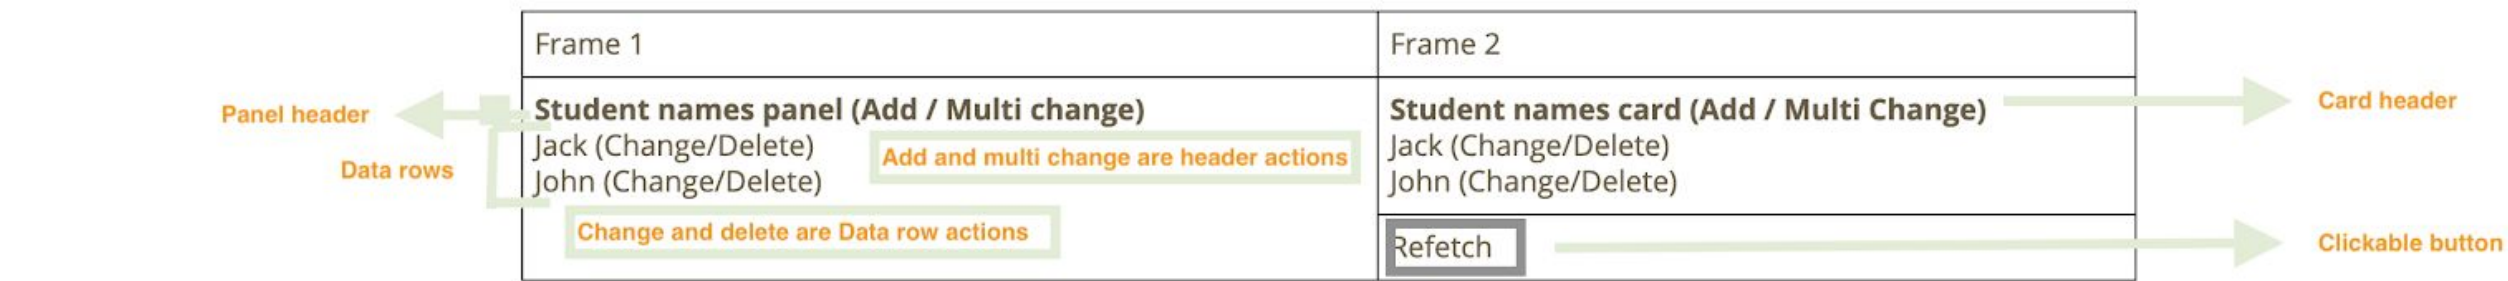 Frame 1
Frame 2
Panel header
Student names panel (Add / Multi change)
Student names card (Add / Multi Change)
Card header
Jack (Change/Delete)
Add and multi change are header actions
Jack (Change/Delete)
Data rows
John (Change/Delete)
John (Change/Delete)
Change and delete are Data row actions
Refetch
Clickable button